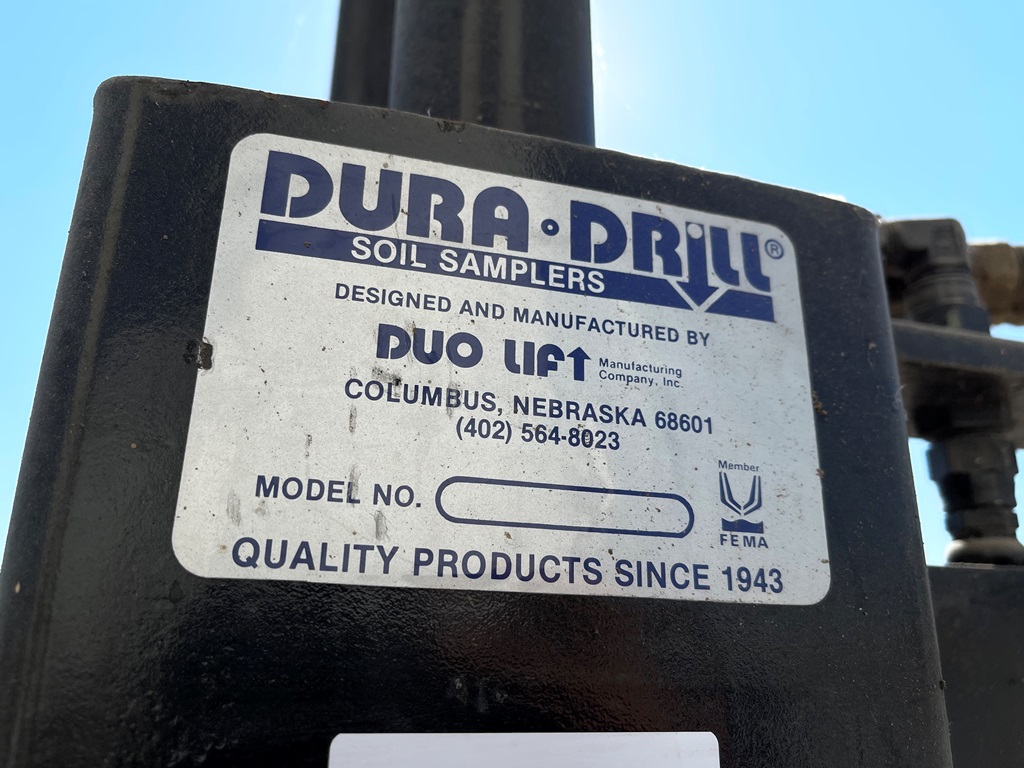 DURA·DRILL®
SOIL SAMPLERS
DESIGNED AND MANUFACTURED BY
DUO LIFT Manufacturing Company, Inc.
COLUMBUS, NEBRASKA 68601
(402) 564-8023
MODEL NO.
Member
FEMA
QUALITY PRODUCTS SINCE 1943